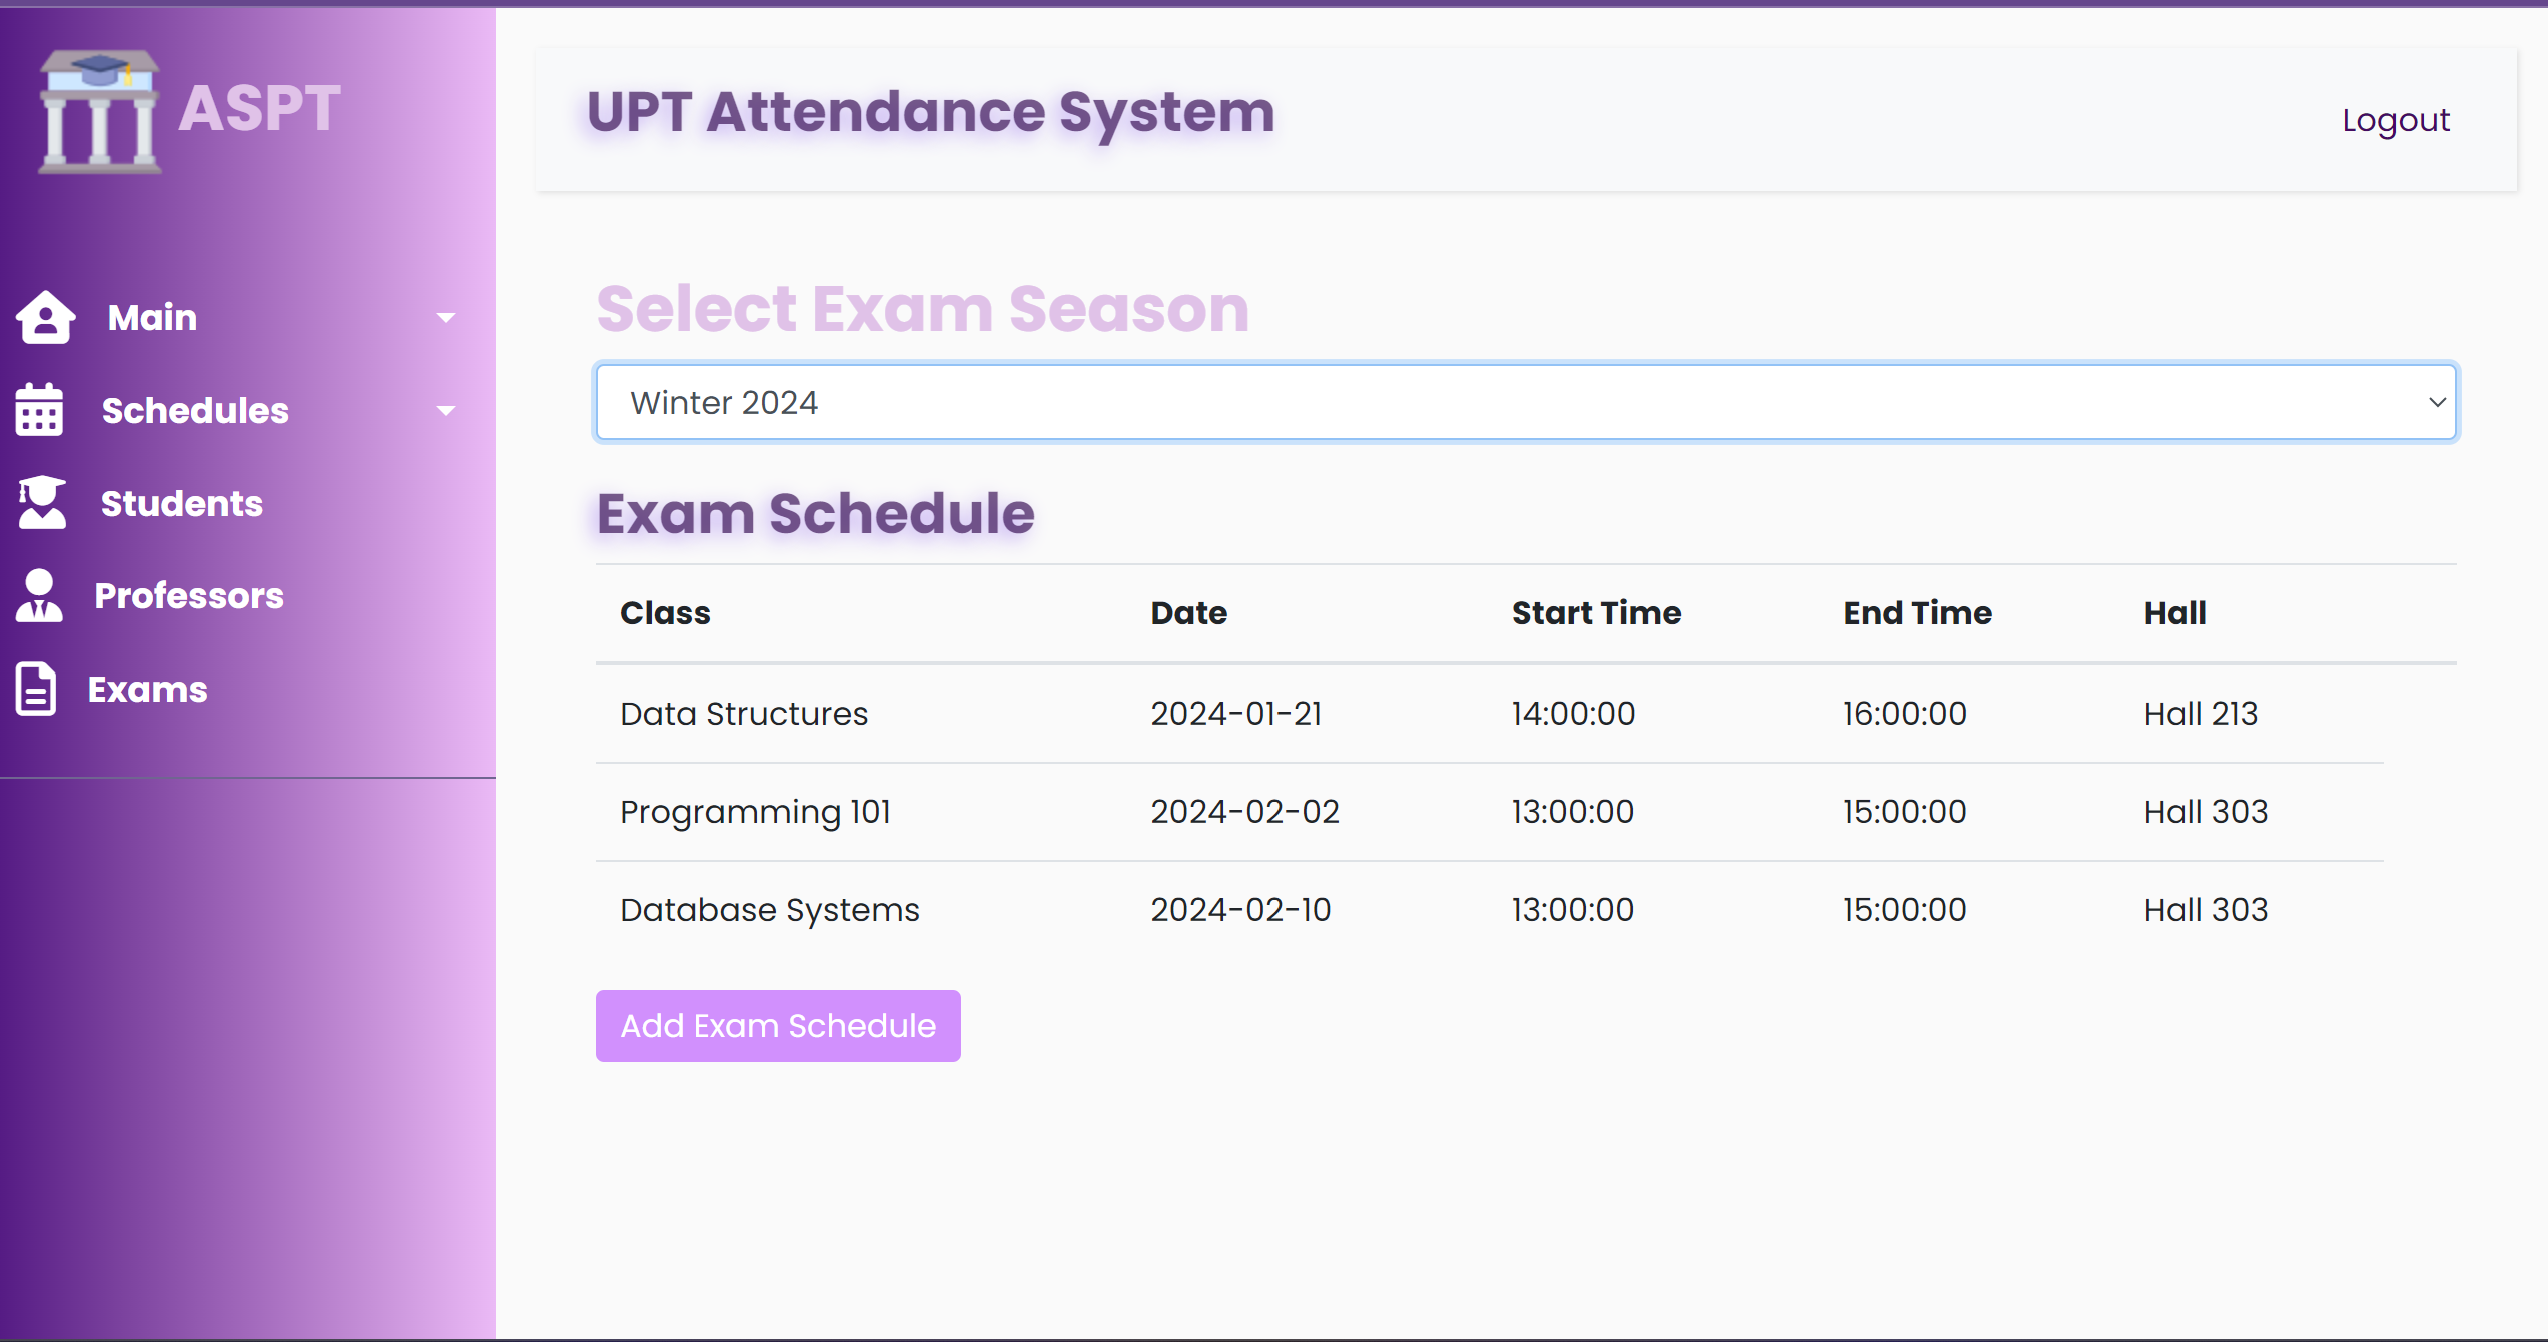 ASPT
UPT Attendance System
Logout
Main
Schedules
Students
Professors
Exams
Select Exam Season
Winter 2024
Exam Schedule
Class Date Start Time End Time Hall
Data Structures 2024-01-21 14:00:00 16:00:00 Hall 213
Programming 101 2024-02-02 13:00:00 15:00:00 Hall 303
Database Systems 2024-02-10 13:00:00 15:00:00 Hall 303
Add Exam Schedule